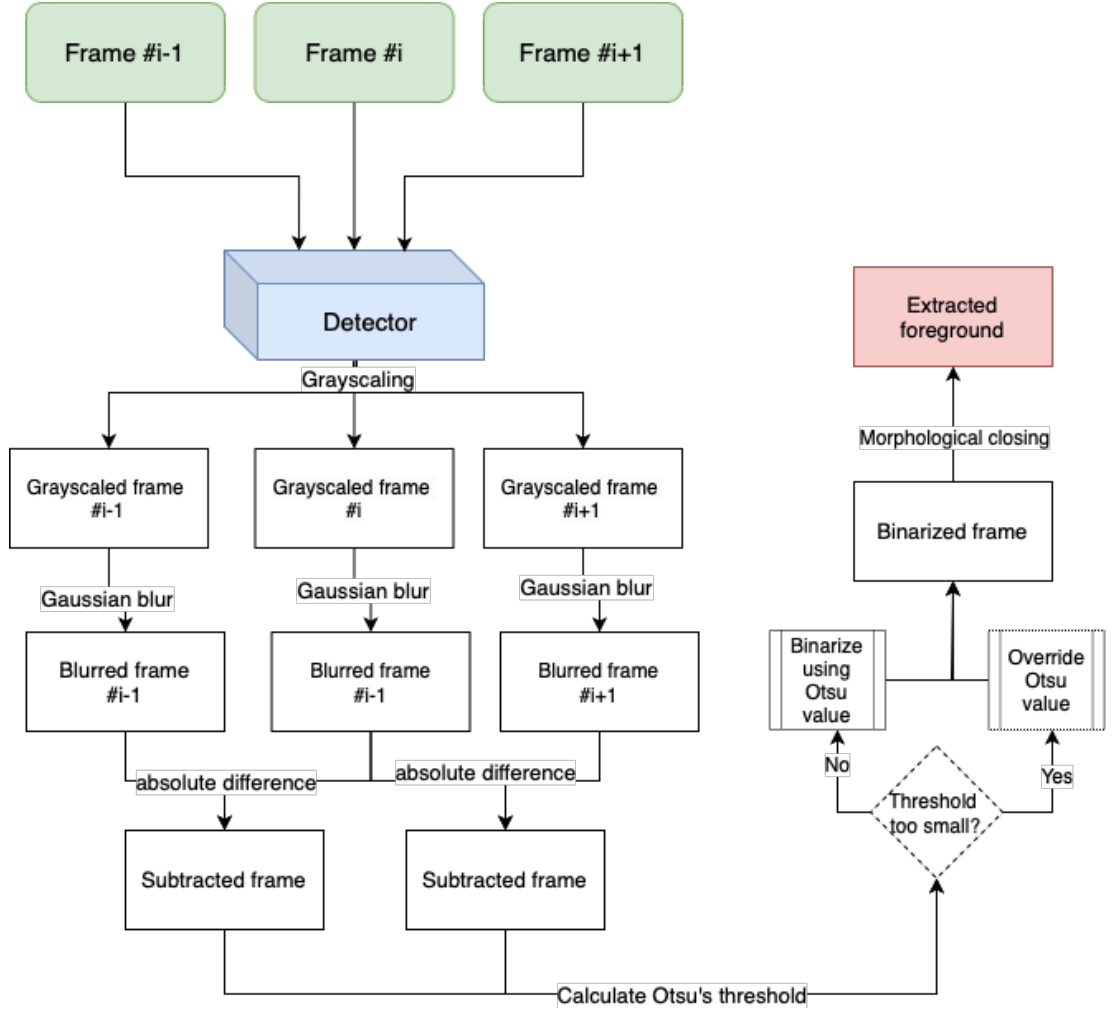 Frame #i-1
Frame #i
Frame #i+1
Detector
Grayscaling
Grayscaled frame
#i-1
Grayscaled frame
#i
Grayscaled frame
#i+1
Gaussian blur
Gaussian blur
Gaussian blur
Blurred frame
#i-1
Blurred frame
#i-1
Blurred frame
#i+1
absolute difference
absolute difference
Subtracted frame
Subtracted frame
Calculate Otsu's threshold
Threshold
too small?
No
Yes
Binarize
using
Otsu
value
Override
Otsu
value
Binarized frame
Morphological closing
Extracted
foreground